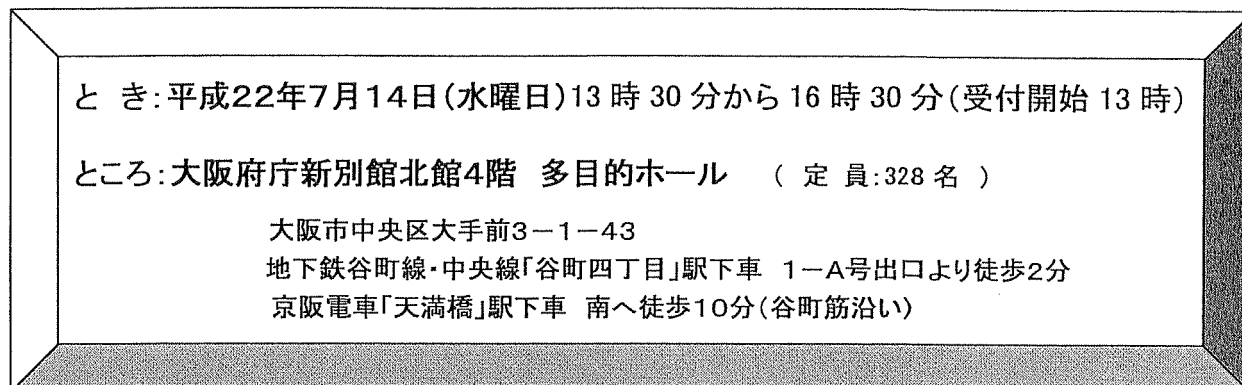 と き:平成22年7月14日(水曜日)13時30分から16時30分(受付開始 13時)
ところ:大阪府庁新別館北館4階 多目的ホール ( 定 員:328名 )
大阪市中央区大手前3-1-43
地下鉄谷町線・中央線「谷町四丁目」駅下車 1-A号出口より徒歩2分
京阪電車「天満橋」駅下車 南へ徒歩10分(谷町筋沿い)